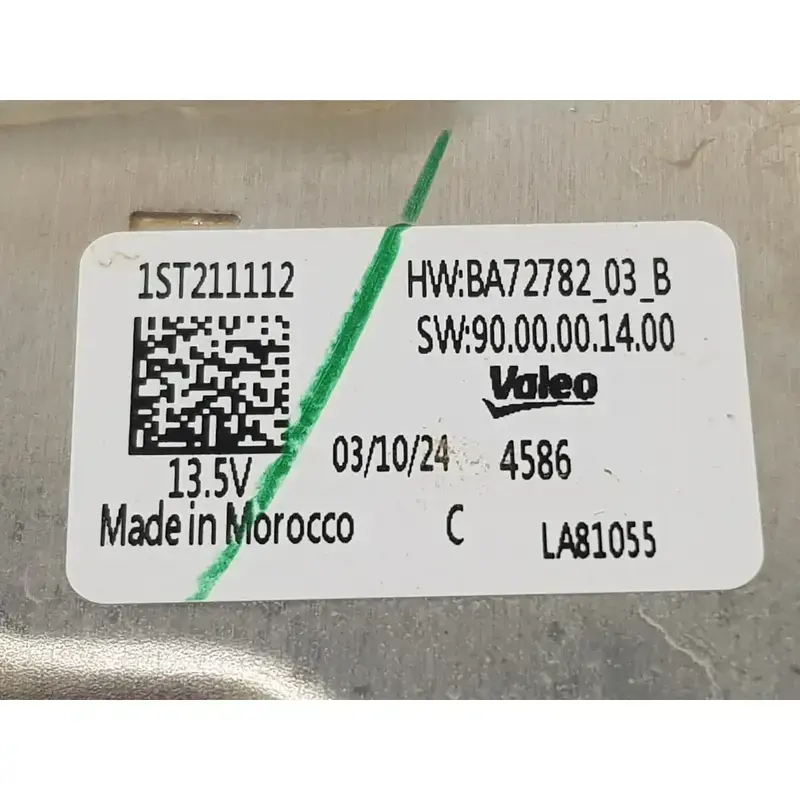 1ST211112
HW:BA72782_03_B
SW:90.00.00.14.00
Valeo
13.5V
03/10/24
4586
Made in Morocco
C
LA81055